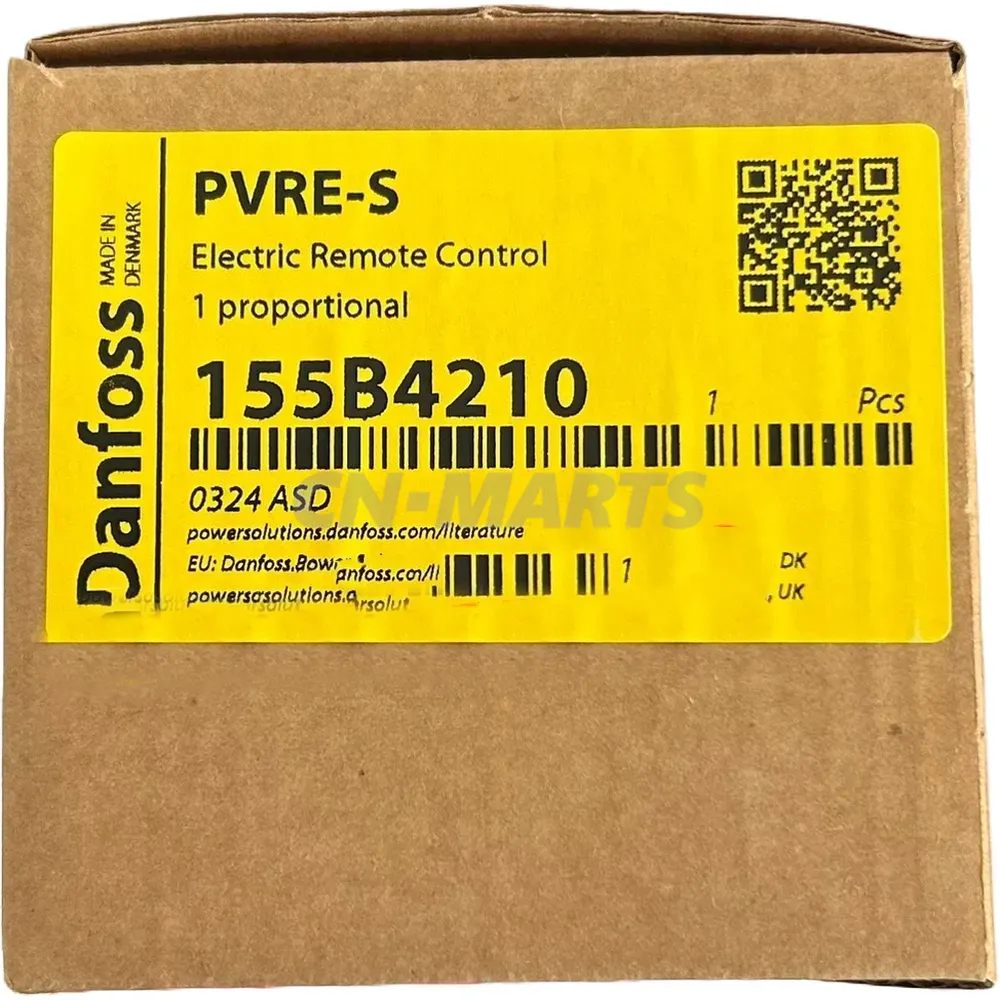 Danfoss
MADE IN
DENMARK
PVRE-S
Electric Remote Control
1 proportional
155B4210
1 Pcs
0324 ASD
CN-MARTS
powersolutions.danfoss.com/literature
EU: Danfoss
1
DK
, UK